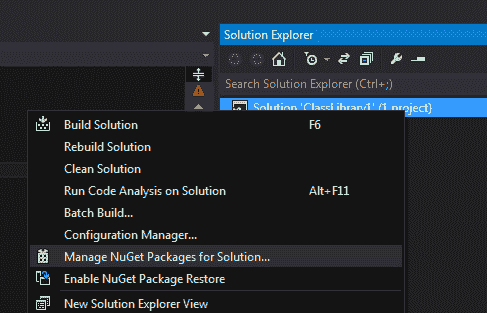 Solution Explorer
Search Solution Explorer (Ctrl+;)
Solution 'ClassLibrary1' (1 project)
Build Solution F6
Rebuild Solution
Clean Solution
Run Code Analysis on Solution Alt+F11
Batch Build...
Configuration Manager...
Manage NuGet Packages for Solution...
Enable NuGet Package Restore
New Solution Explorer View